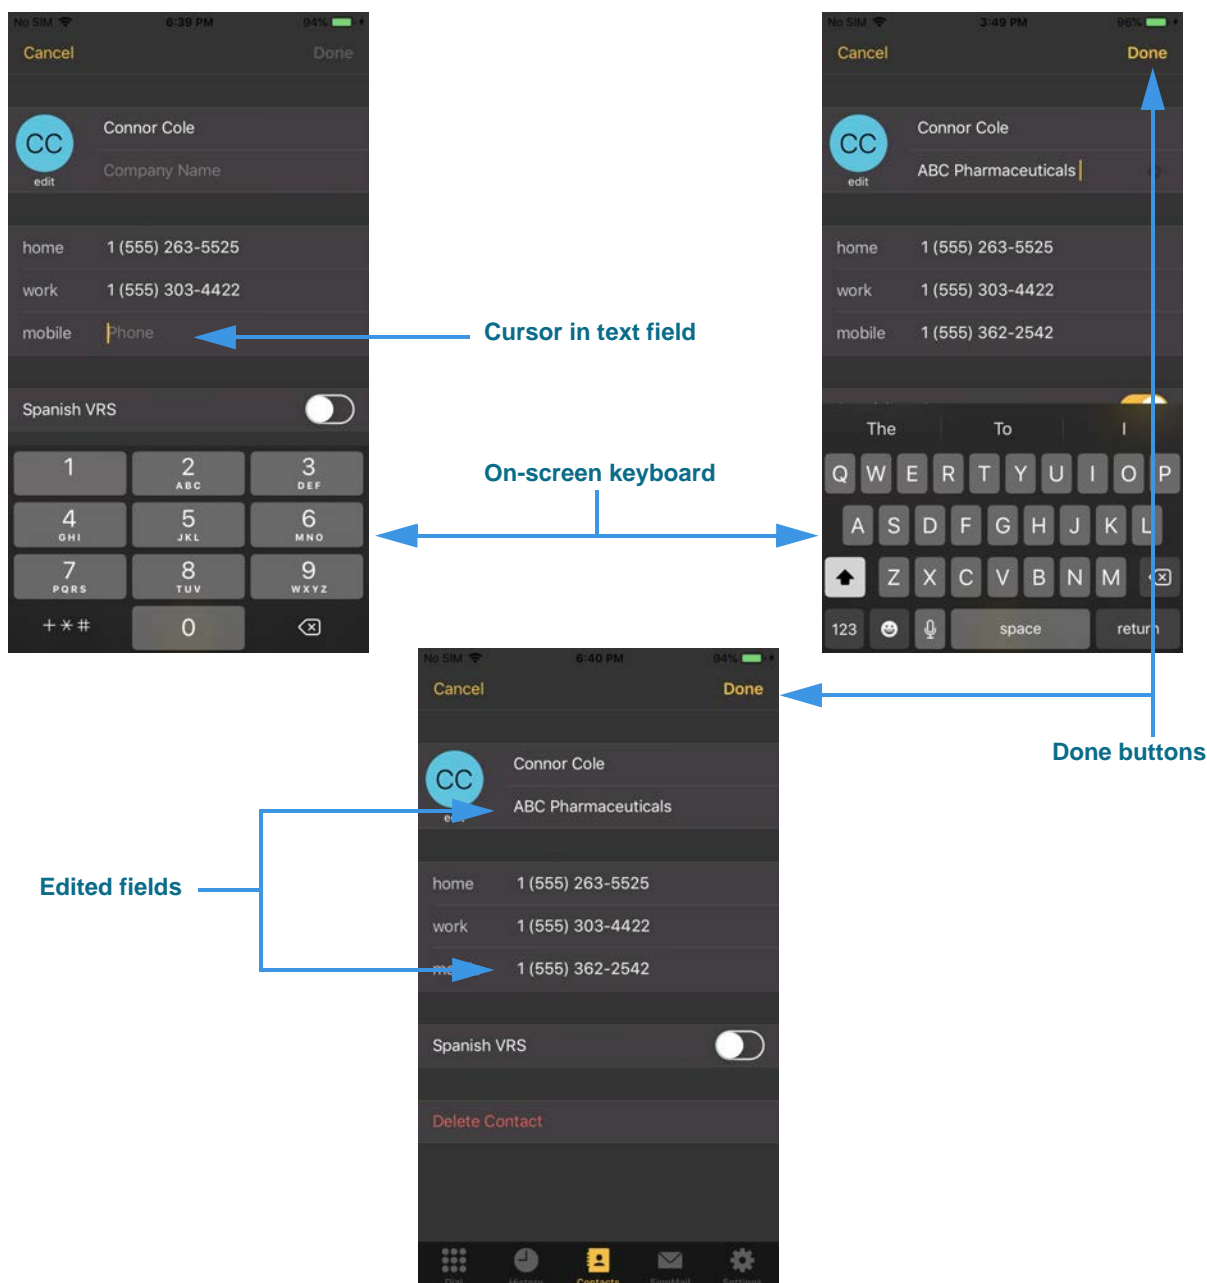 No SIM 6:39 PM 94%
Cancel Done
CC
edit
Connor Cole
Company Name
home 1 (555) 263-5525
work 1 (555) 303-4422
mobile Phone
Spanish VRS
1 2 3
ABC DEF
4 5 6
GHI JKL MNO
7 8 9
PQRS TUV WXYZ
+*# 0
Cursor in text field
On-screen keyboard
No SIM 3:49 PM 96%
Cancel Done
CC
edit
Connor Cole
ABC Pharmaceuticals
home 1 (555) 263-5525
work 1 (555) 303-4422
mobile 1 (555) 362-2542
The To I
Q W E R T Y U I O P
A S D F G H J K L
Z X C V B N M
123 space return
Done buttons
No SIM 6:40 PM 94%
Cancel Done
CC
edit
Connor Cole
ABC Pharmaceuticals
home 1 (555) 263-5525
work 1 (555) 303-4422
1 (555) 362-2542
Edited fields
Spanish VRS
Delete Contact
Dial History Contacts SignMail Settings